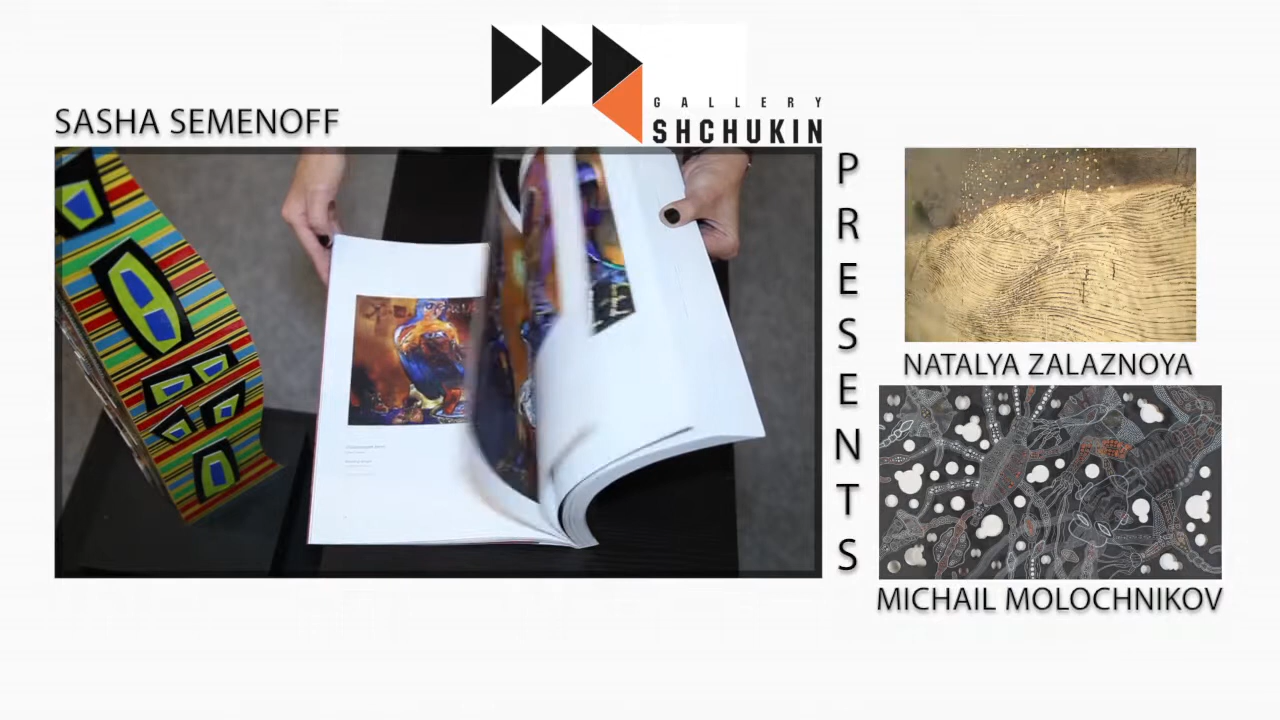 GALLERY
SHCHUKIN
SASHA SEMENOFF
PRESENTS
NATALYA ZALAZNOYA
MICHAIL MOLOCHNIKOV